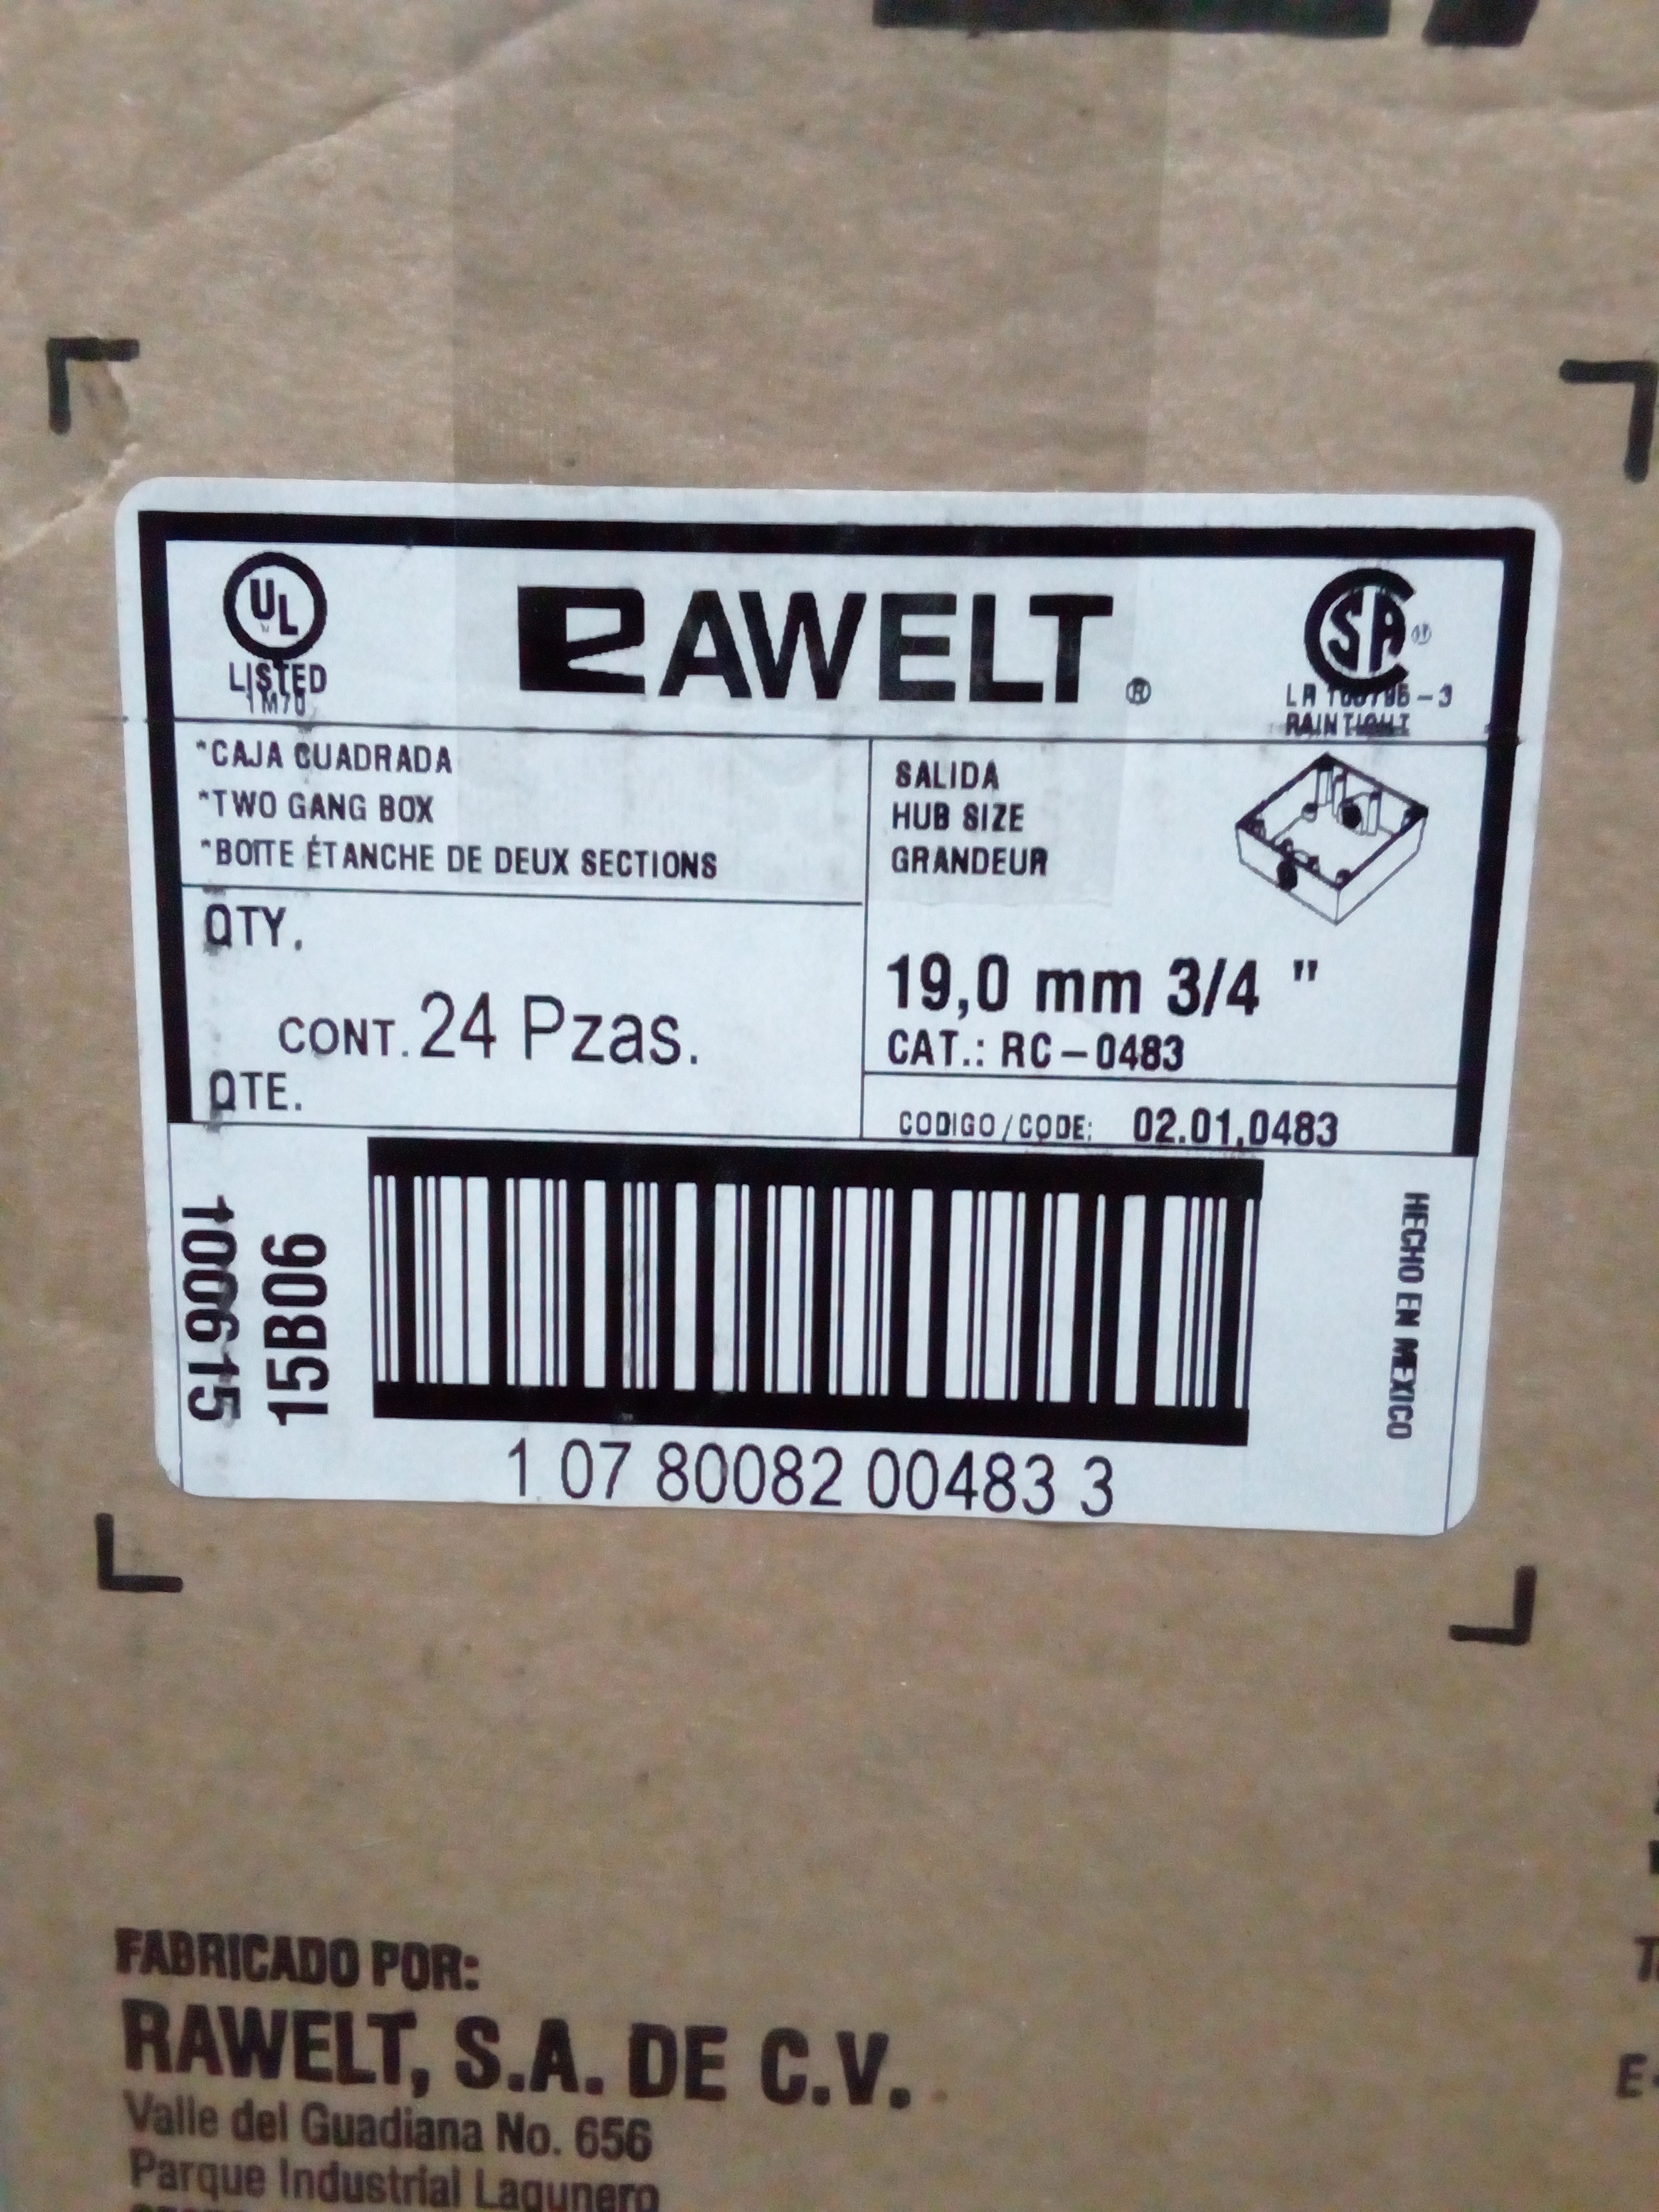 UL
LISTED
1M70
RAWELT®
SA®
LR -3
RAINTIGHT
*CAJA CUADRADA
*TWO GANG BOX
*BOITE ÉTANCHE DE DEUX SECTIONS
SALIDA
HUB SIZE
GRANDEUR
QTY.
CONT. 24 Pzas.
QTE.
19,0 mm 3/4 "
CAT.: RC-0483
CODIGO/CODE: 02.01.0483
1009615
15B06
HECHO EN MEXICO
1 07 80082 00483 3
FABRICADO POR:
RAWELT, S.A. DE C.V.
Valle del Guadiana No. 656
Parque Industrial Lagunero